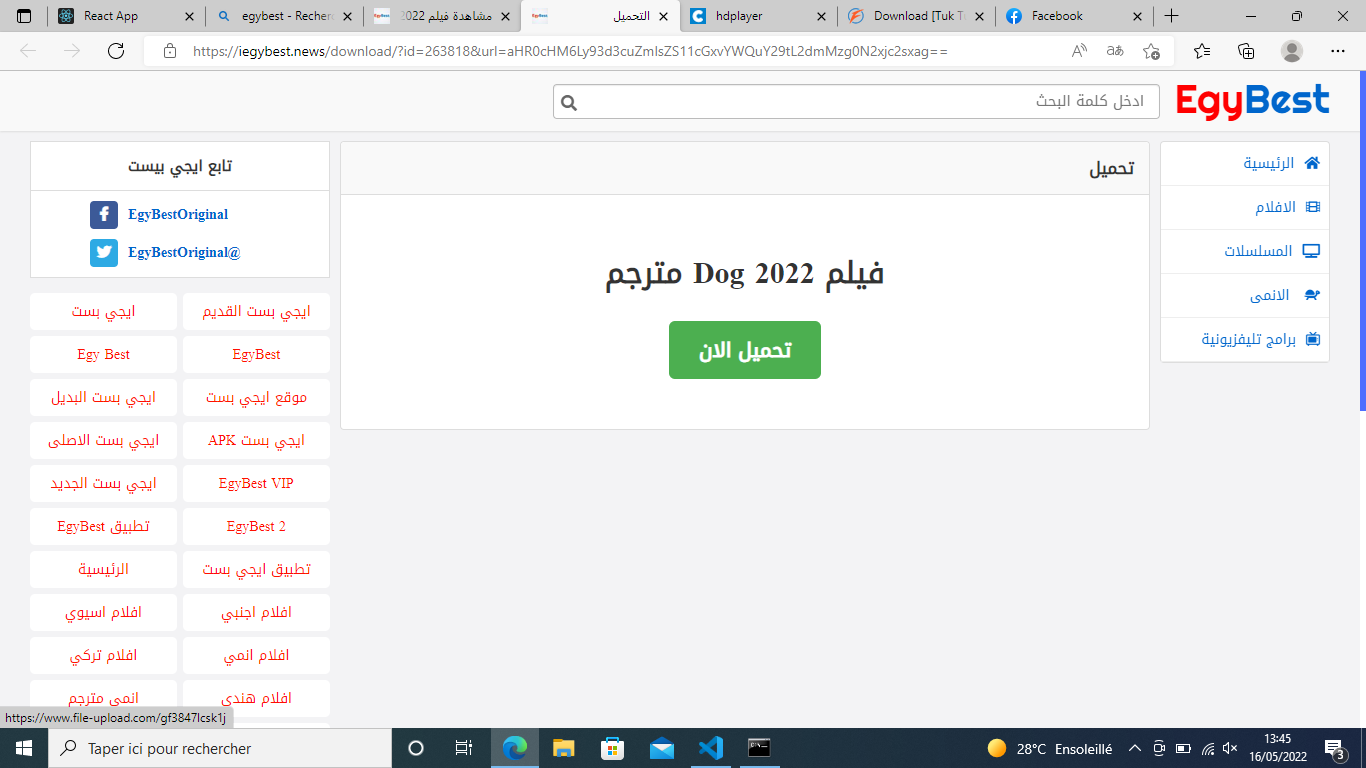 React App
egybest - Recher
مشاهدة فيلم 2022
التحميل
hdplayer
Download [Tuk T
Facebook
https://iegybest.news/download/?id=263818&url=aHR0cHM6Ly93d3cuZmlsZS11cGxvYWQuY29tL2dmMzg0N2xjc2sxag==
EgyBest
ادخل كلمة البحث
الرئيسية
الافلام
المسلسلات
الانمى
برامج تليفزيونية
تحميل
فيلم Dog 2022 مترجم
تحميل الان
تابع ايجي بيست
EgyBestOriginal
EgyBestOriginal@
ايجي بست القديم
ايجي بست
EgyBest
Egy Best
موقع ايجي بست
ايجي بست البديل
ايجي بست APK
ايجي بست الاصلى
EgyBest VIP
ايجي بست الجديد
EgyBest 2
تطبيق EgyBest
تطبيق ايجي بست
الرئيسية
افلام اجنبي
افلام اسيوي
افلام انمي
افلام تركي
افلام هندي
انمي مترجم
https://www.file-upload.com/gf3847lcsk1j
Taper ici pour rechercher
28°C Ensoleillé
13:45
16/05/2022
3